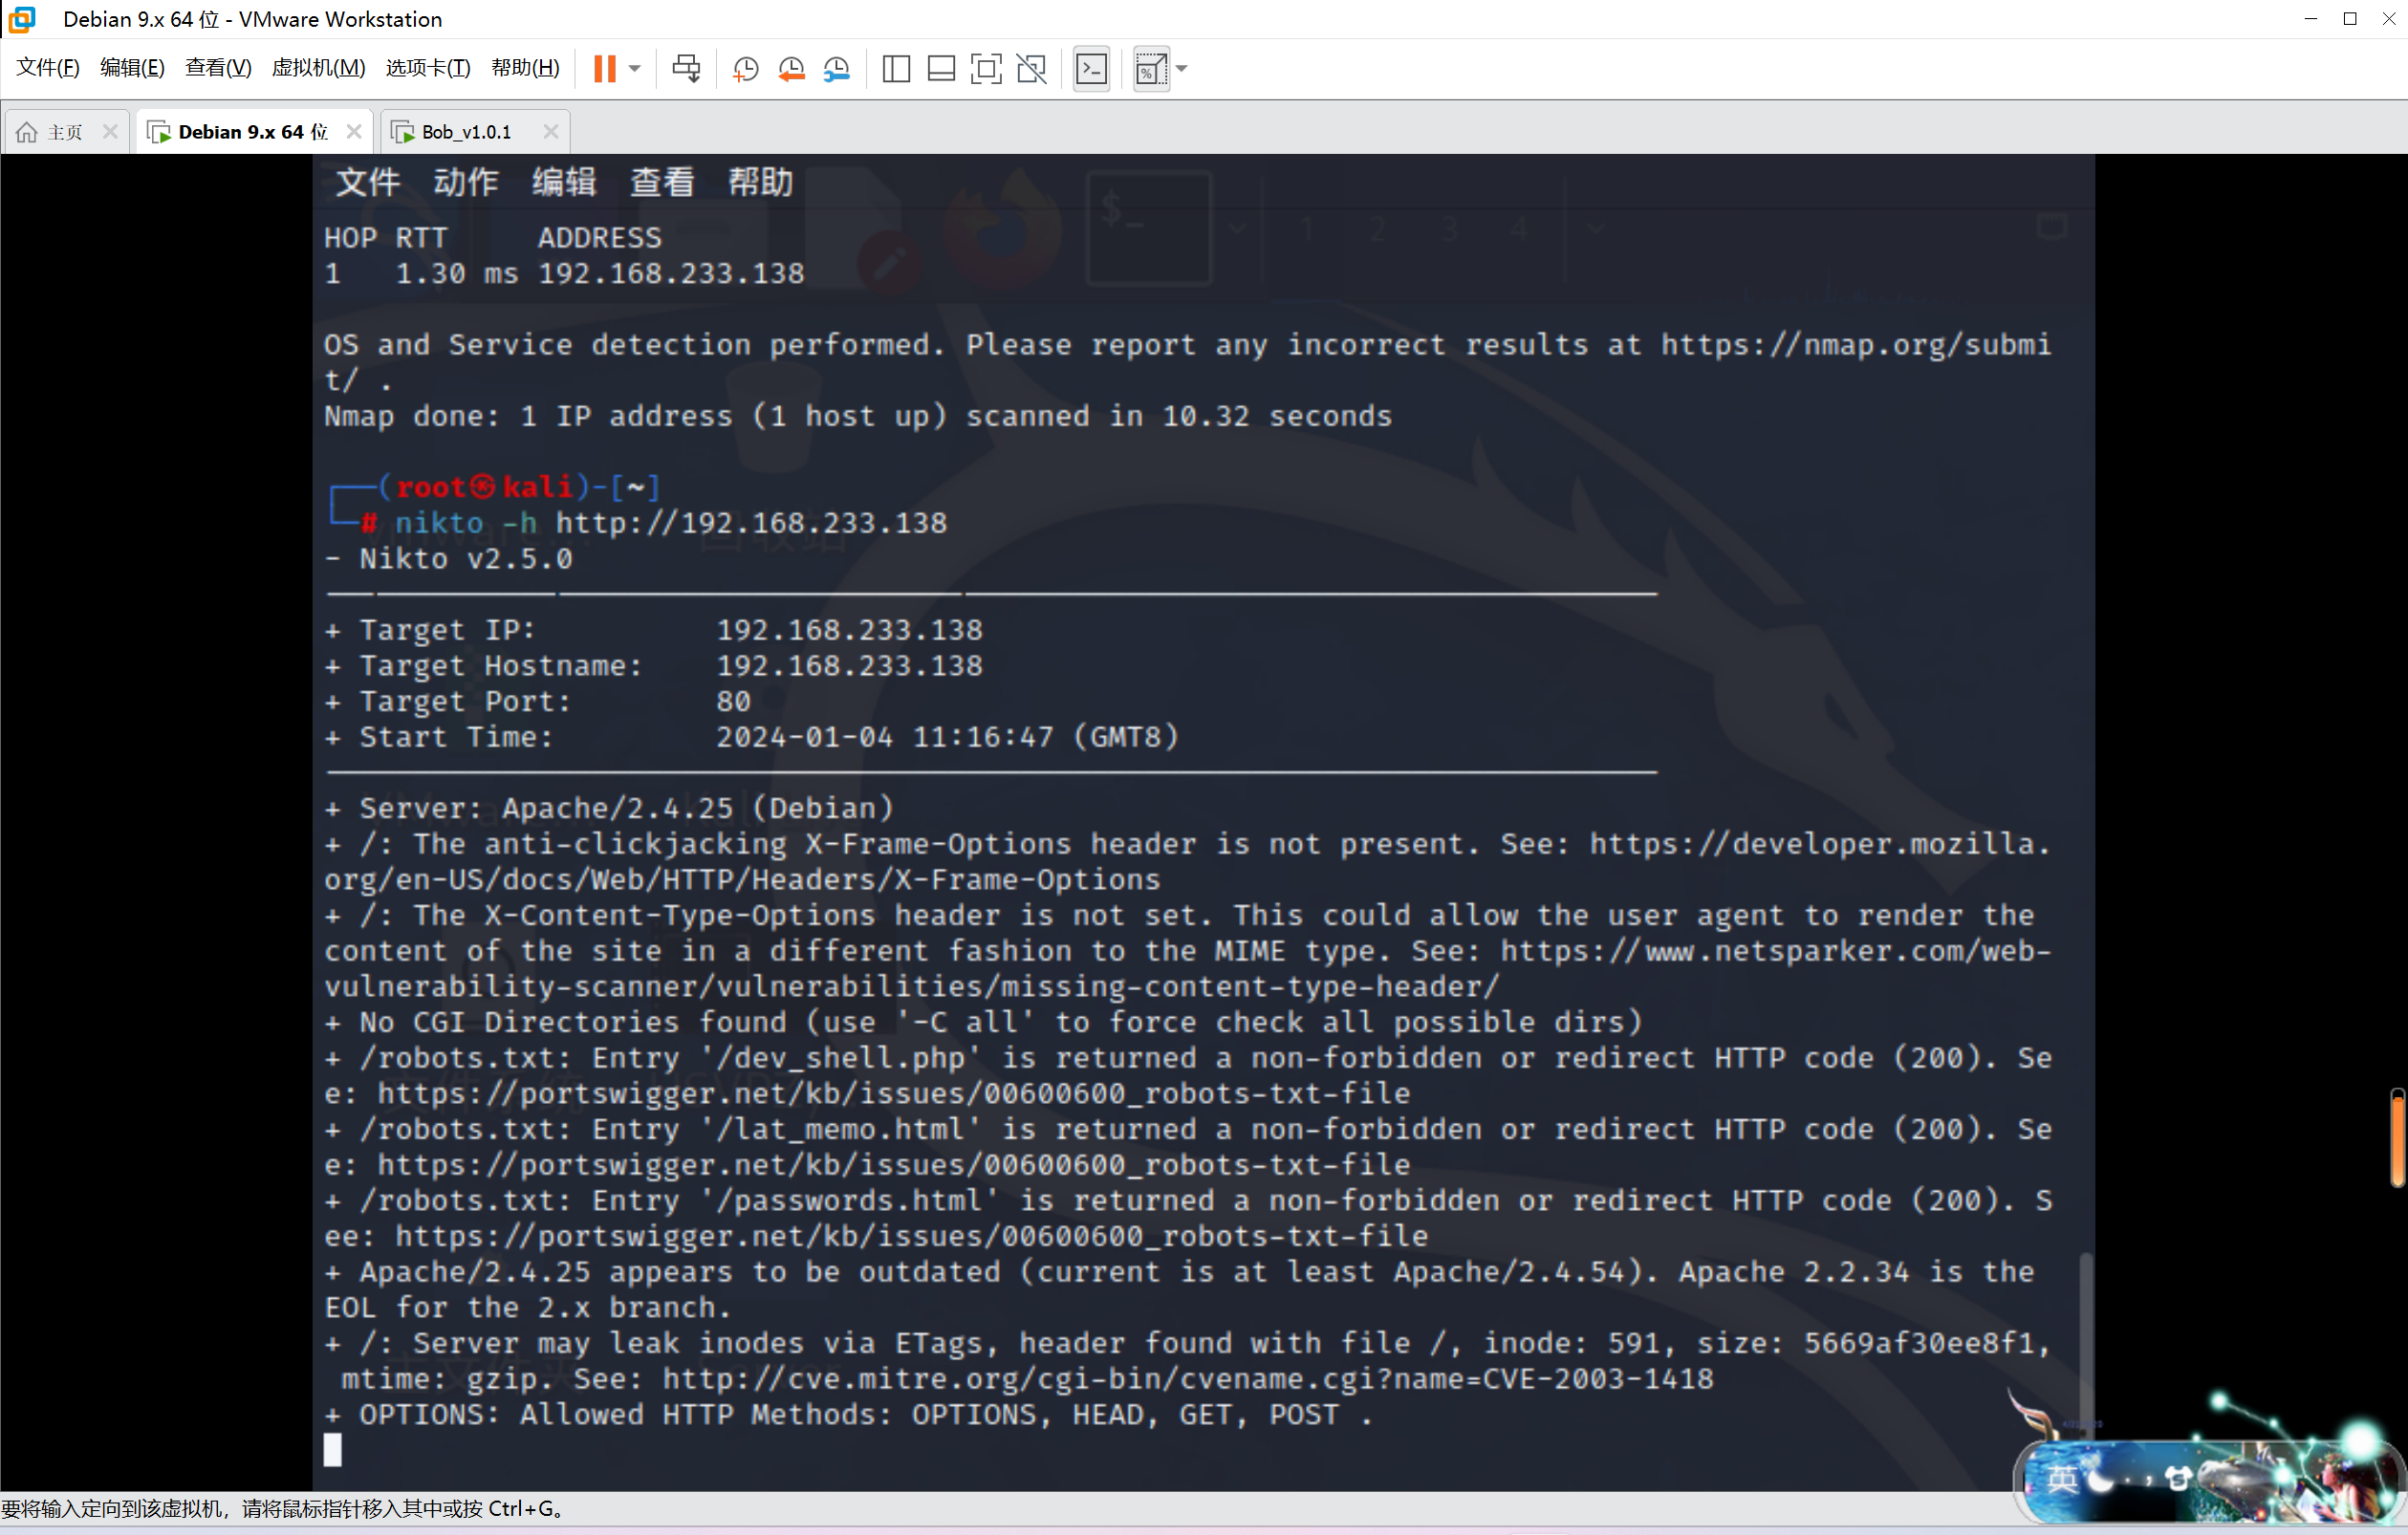 Debian 9.x 64 位 - VMware Workstation
文件(F) 编辑(E) 查看(V) 虚拟机(M) 选项卡(T) 帮助(H)
主页 Debian 9.x 64 位 Bob_v1.0.1
文件 动作 编辑 查看 帮助
1 2 3 4
HOP RTT     ADDRESS
1   1.30 ms 192.168.233.138
OS and Service detection performed. Please report any incorrect results at https://nmap.org/submi
t/ .
Nmap done: 1 IP address (1 host up) scanned in 10.32 seconds
┌──(root㉿kali)-[~]
└─# nikto -h http://192.168.233.138
- Nikto v2.5.0
+ Target IP:          192.168.233.138
+ Target Hostname:    192.168.233.138
+ Target Port:        80
+ Start Time:         2024-01-04 11:16:47 (GMT8)
+ Server: Apache/2.4.25 (Debian)
+ /: The anti-clickjacking X-Frame-Options header is not present. See: https://developer.mozilla.
org/en-US/docs/Web/HTTP/Headers/X-Frame-Options
+ /: The X-Content-Type-Options header is not set. This could allow the user agent to render the
content of the site in a different fashion to the MIME type. See: https://www.netsparker.com/web-
vulnerability-scanner/vulnerabilities/missing-content-type-header/
+ No CGI Directories found (use '-C all' to force check all possible dirs)
+ /robots.txt: Entry '/dev_shell.php' is returned a non-forbidden or redirect HTTP code (200). Se
e: https://portswigger.net/kb/issues/00600600_robots-txt-file
+ /robots.txt: Entry '/lat_memo.html' is returned a non-forbidden or redirect HTTP code (200). Se
e: https://portswigger.net/kb/issues/00600600_robots-txt-file
+ /robots.txt: Entry '/passwords.html' is returned a non-forbidden or redirect HTTP code (200). S
ee: https://portswigger.net/kb/issues/00600600_robots-txt-file
+ Apache/2.4.25 appears to be outdated (current is at least Apache/2.4.54). Apache 2.2.34 is the
EOL for the 2.x branch.
+ /: Server may leak inodes via ETags, header found with file /, inode: 591, size: 5669af30ee8f1,
 mtime: gzip. See: http://cve.mitre.org/cgi-bin/cvename.cgi?name=CVE-2003-1418
+ OPTIONS: Allowed HTTP Methods: OPTIONS, HEAD, GET, POST .
英
要将输入定向到该虚拟机，请将鼠标指针移入其中或按 Ctrl+G。